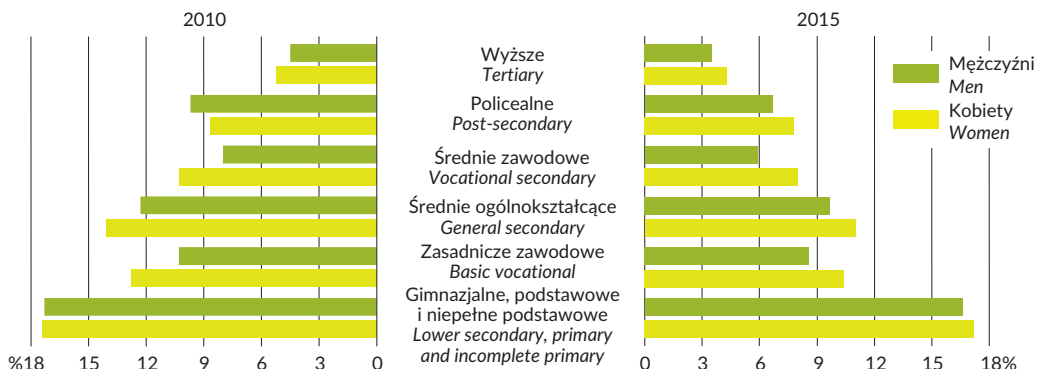 2010
2015
Wyższe
Tertiary
Policealne
Post-secondary
Średnie zawodowe
Vocational secondary
Średnie ogólnokształcące
General secondary
Zasadnicze zawodowe
Basic vocational
Gimnazjalne, podstawowe
i niepełne podstawowe
Lower secondary, primary
and incomplete primary
Mężczyźni
Men
Kobiety
Women
%18 15 12 9 6 3 0
0 3 6 9 12 15 18%